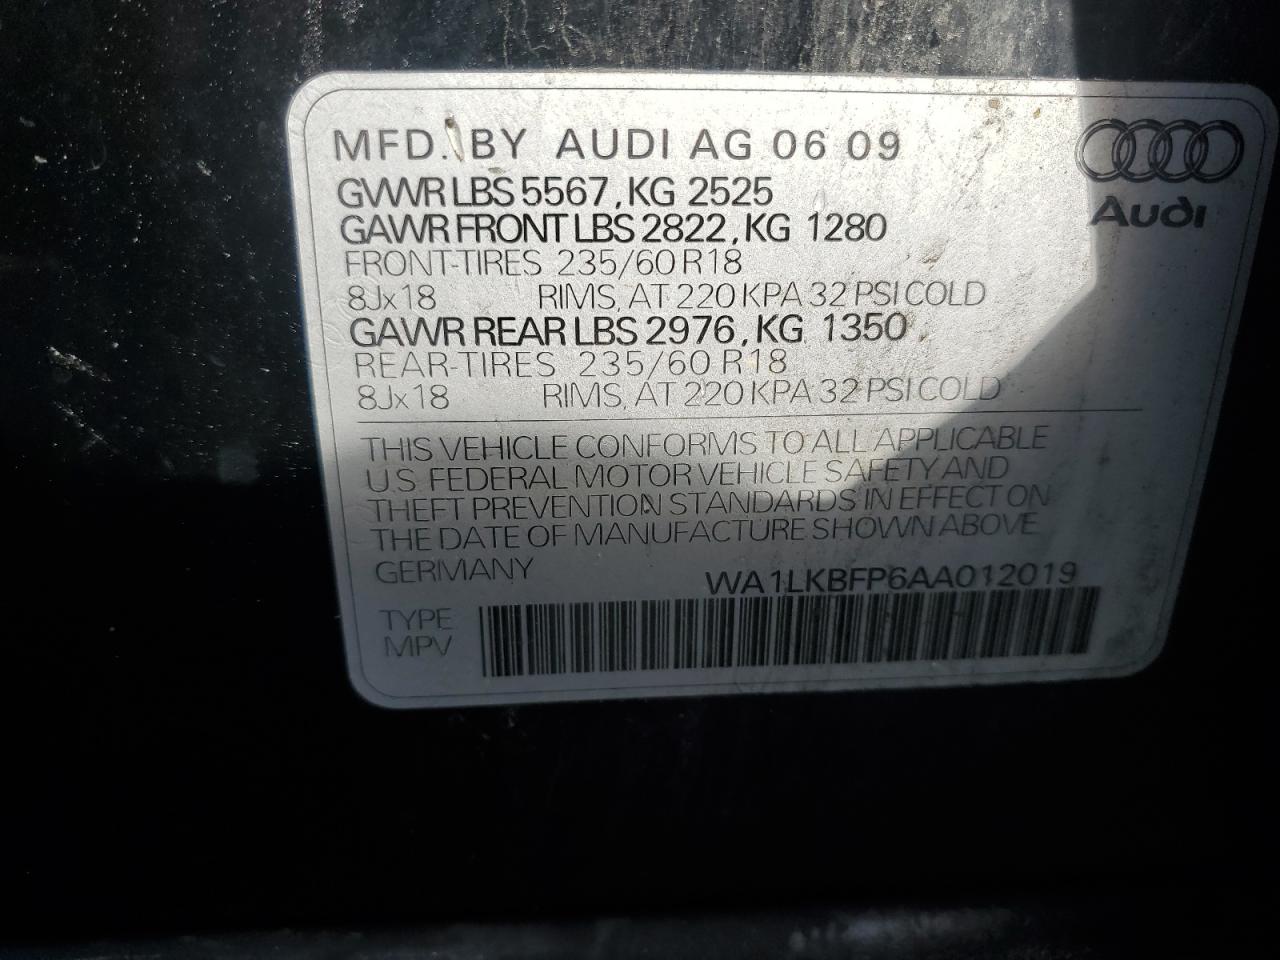 MFD. BY AUDI AG 06 09
GVWR LBS 5567, KG 2525
GAWR FRONT LBS 2822, KG 1280
FRONT-TIRES 235/60 R18
8Jx18 RIMS, AT 220 KPA 32 PSI COLD
GAWR REAR LBS 2976, KG 1350
REAR-TIRES 235/60 R18
8Jx18 RIMS, AT 220 KPA 32 PSI COLD
Audi
THIS VEHICLE CONFORMS TO ALL APPLICABLE
U.S. FEDERAL MOTOR VEHICLE SAFETY AND
THEFT PREVENTION STANDARDS IN EFFECT ON
THE DATE OF MANUFACTURE SHOWN ABOVE
GERMANY WA1LKBFP6AA012019
TYPE
MPV